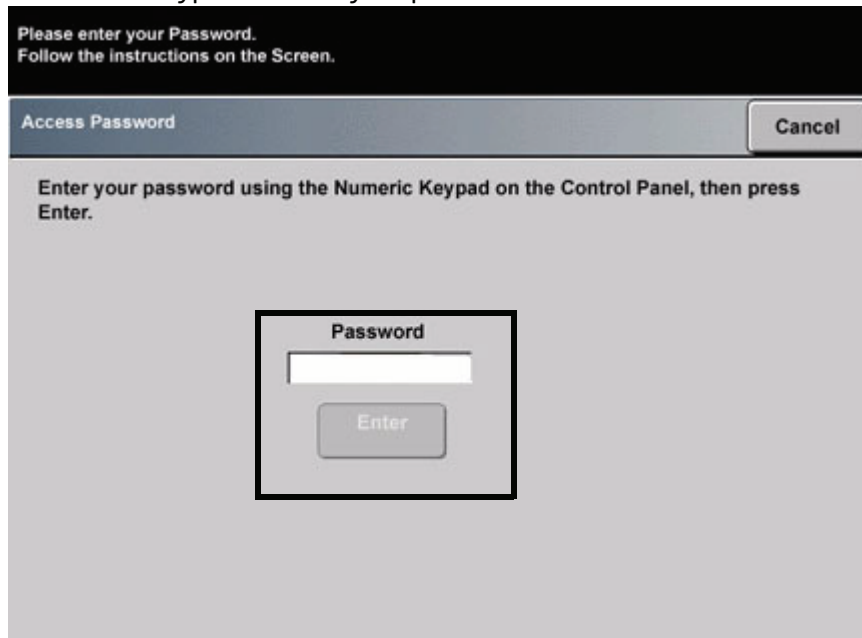 Please enter your Password.
Follow the instructions on the Screen.
Access Password
Cancel
Enter your password using the Numeric Keypad on the Control Panel, then press
Enter.
Password
Enter